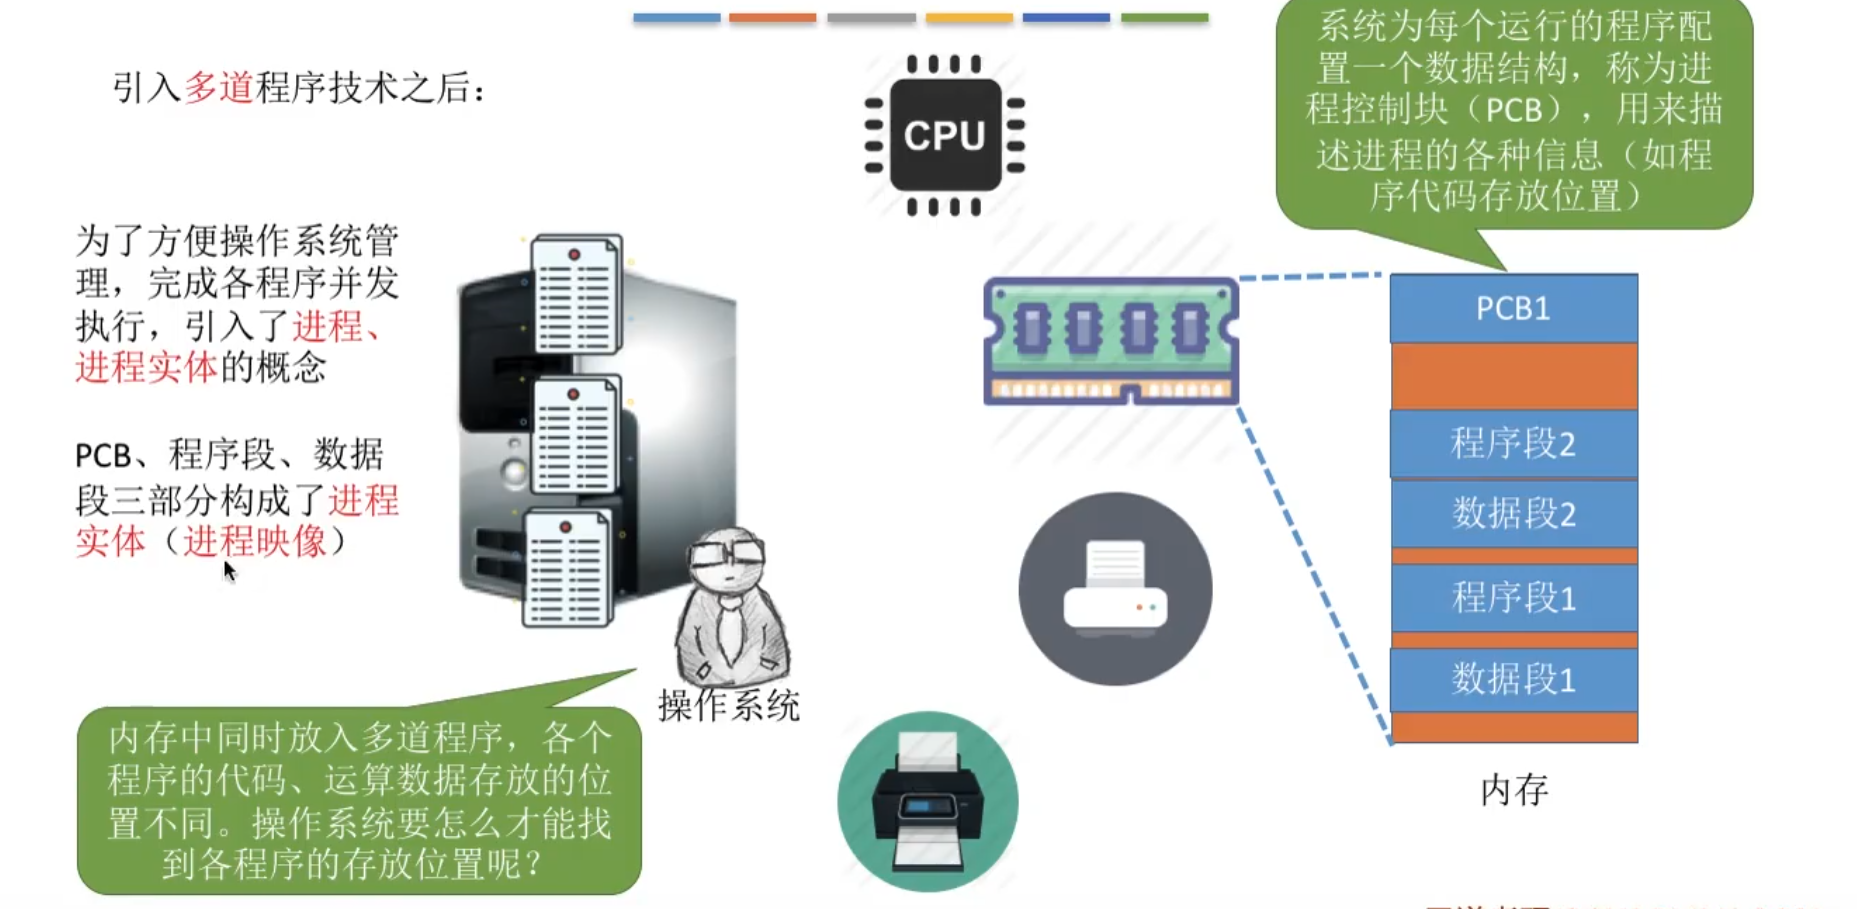 引入多道程序技术之后：
CPU
系统为每个运行的程序配
置一个数据结构，称为进
程控制块（PCB），用来描
述进程的各种信息（如程
序代码存放位置）
为了方便操作系统管
理，完成各程序并发
执行，引入了进程、
进程实体的概念
PCB、程序段、数据
段三部分构成了进程
实体（进程映像）
操作系统
内存中同时放入多道程序，各个
程序的代码、运算数据存放的位
置不同。操作系统要怎么才能找
到各程序的存放位置呢？
PCB1
程序段2
数据段2
程序段1
数据段1
内存